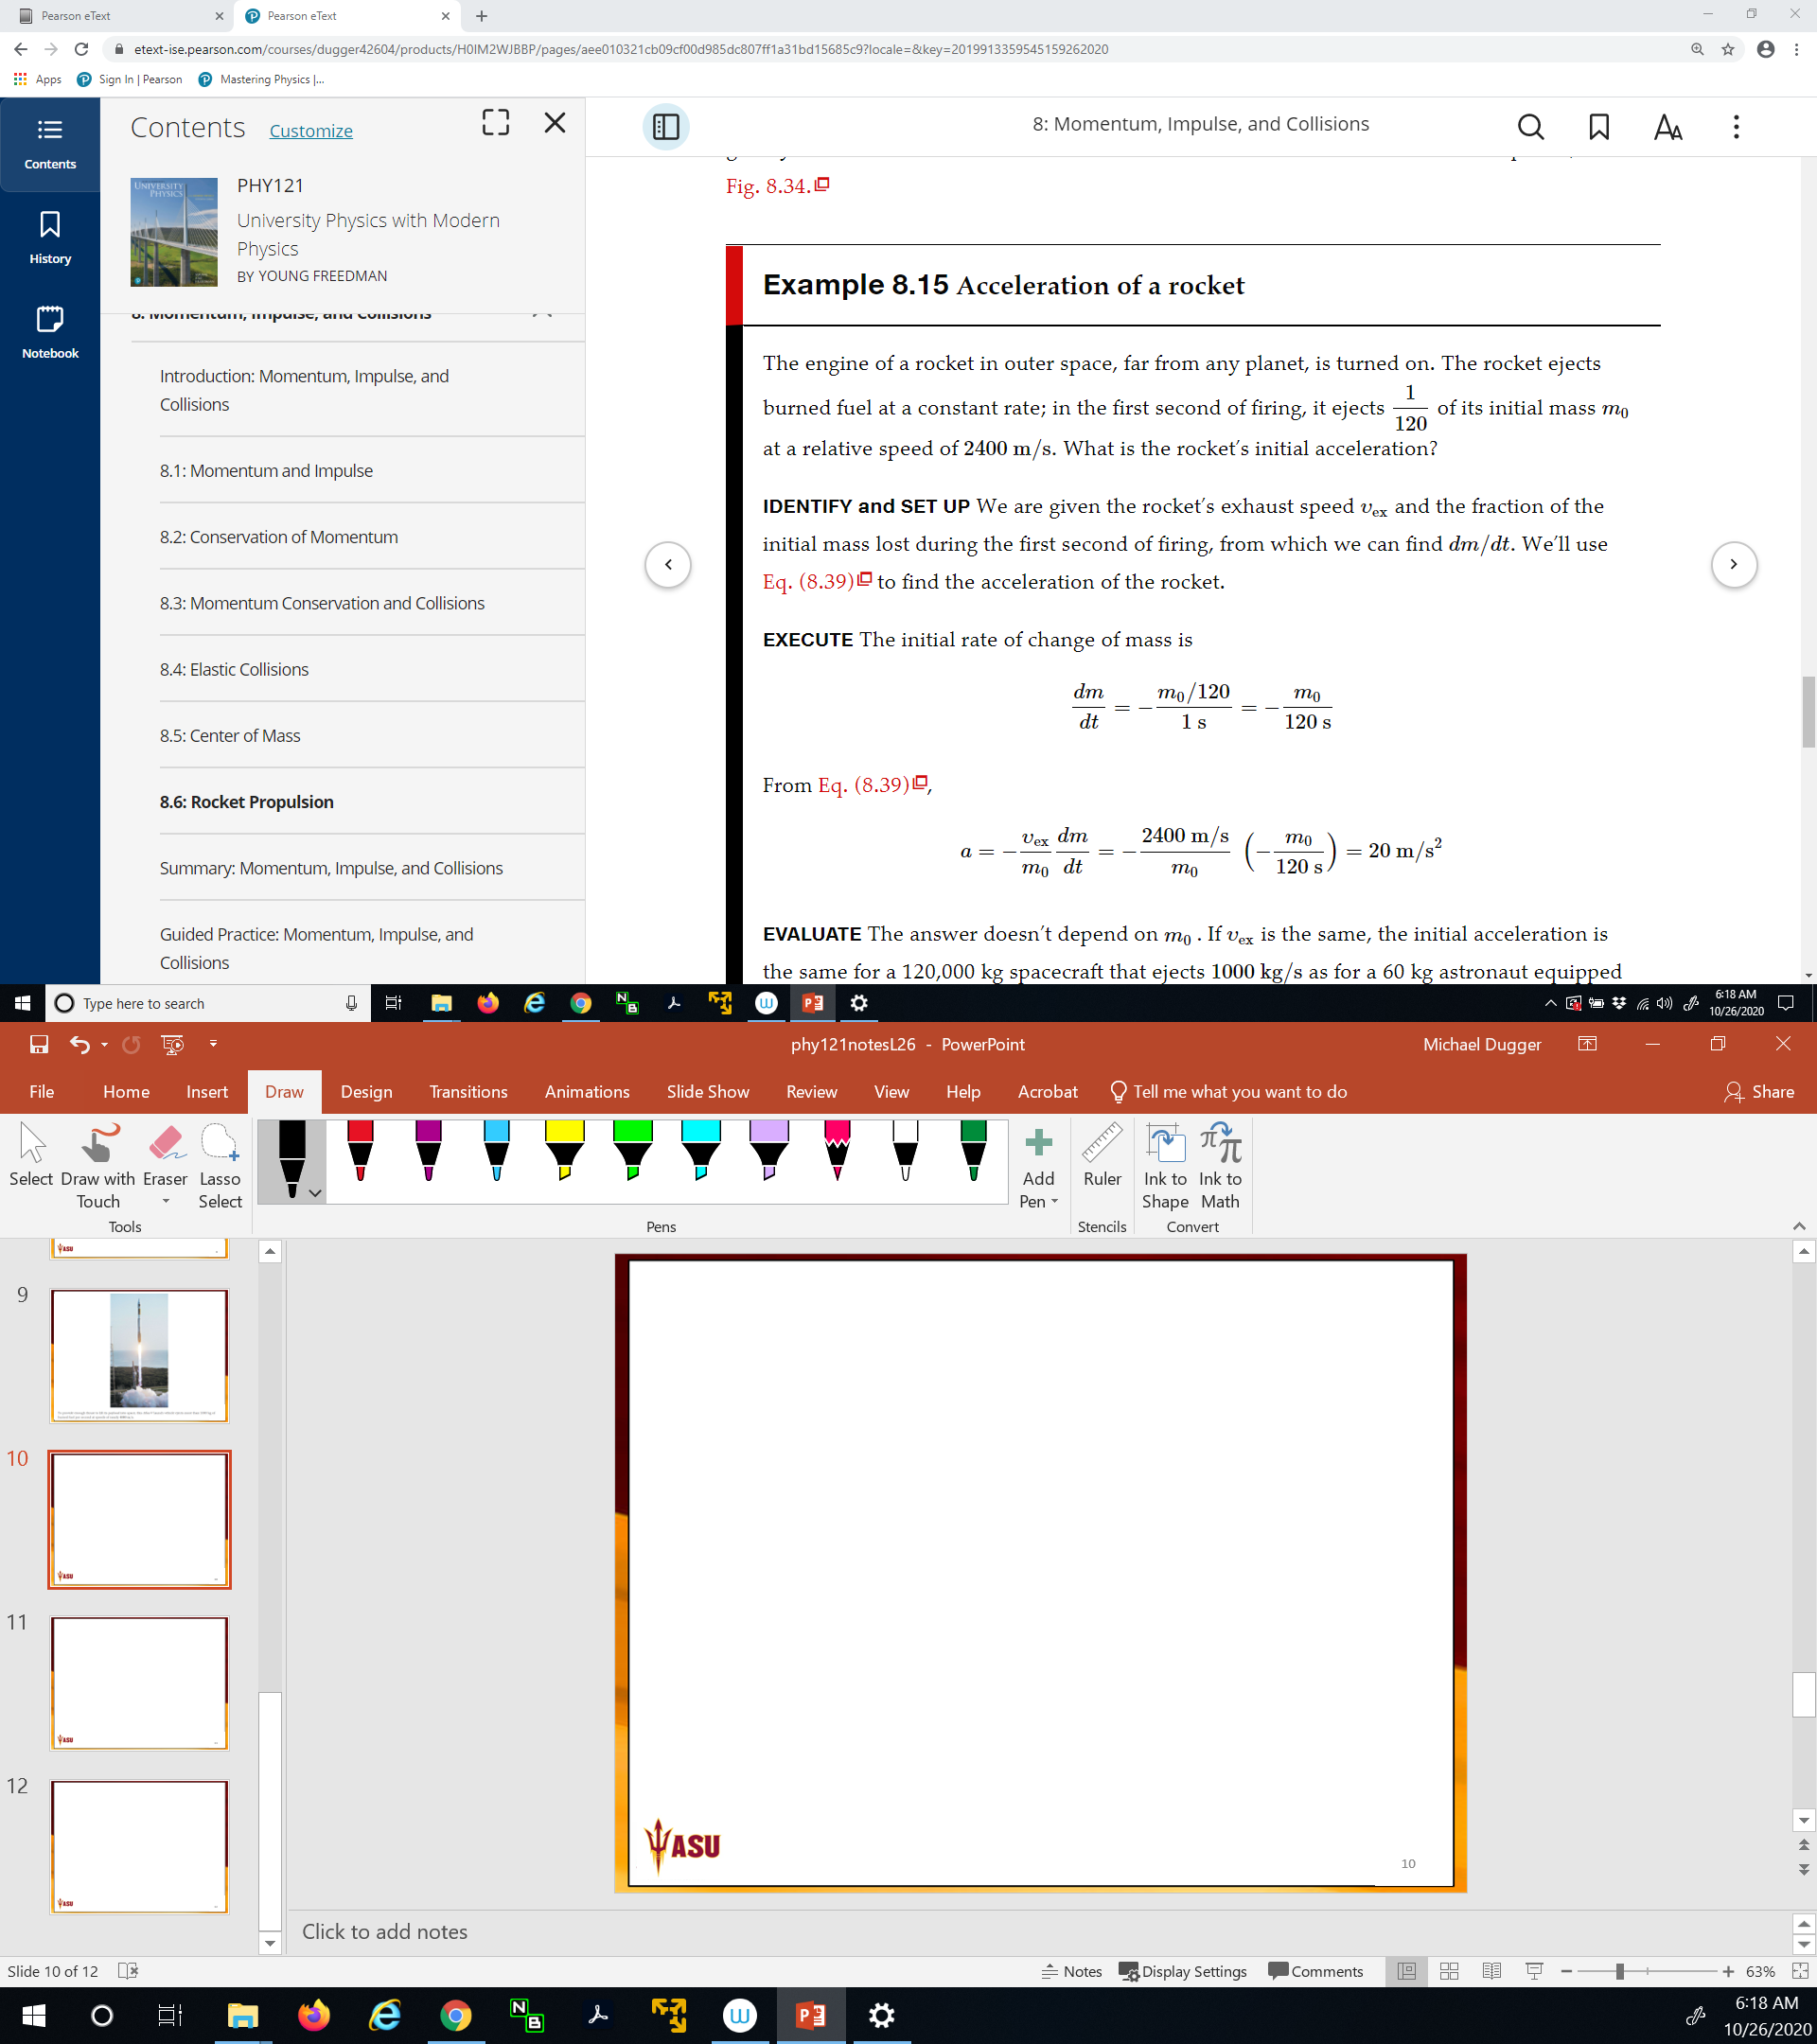 Pearson eText
Pearson eText
etext-ise.pearson.com/courses/dugger42604/products/H0IM2WJBBP/pages/aee010321cb09cf00d985dc807ff1a31bd15685c9?locale=&key=2019913359545159262020
Apps Sign In | Pearson Mastering Physics |...
Contents
History
Notebook
Contents Customize
PHY121
University Physics with Modern
Physics
BY YOUNG FREEDMAN
8: Momentum, Impulse, and Collisions
Introduction: Momentum, Impulse, and
Collisions
8.1: Momentum and Impulse
8.2: Conservation of Momentum
8.3: Momentum Conservation and Collisions
8.4: Elastic Collisions
8.5: Center of Mass
8.6: Rocket Propulsion
Summary: Momentum, Impulse, and Collisions
Guided Practice: Momentum, Impulse, and
Collisions
8: Momentum, Impulse, and Collisions
Fig. 8.34.
Example 8.15 Acceleration of a rocket
The engine of a rocket in outer space, far from any planet, is turned on. The rocket ejects
burned fuel at a constant rate; in the first second of firing, it ejects 1/120 of its initial mass m₀
at a relative speed of 2400 m/s. What is the rocket's initial acceleration?
IDENTIFY and SET UP We are given the rocket's exhaust speed v_ex and the fraction of the
initial mass lost during the first second of firing, from which we can find dm/dt. We'll use
Eq. (8.39) to find the acceleration of the rocket.
EXECUTE The initial rate of change of mass is
dm/dt = − (m₀/120)/(1 s) = − m₀/(120 s)
From Eq. (8.39),
a = − (v_ex/m₀) (dm/dt) = − (2400 m/s)/m₀ (− m₀/(120 s)) = 20 m/s²
EVALUATE The answer doesn't depend on m₀ . If v_ex is the same, the initial acceleration is
the same for a 120,000 kg spacecraft that ejects 1000 kg/s as for a 60 kg astronaut equipped
Type here to search
6:18 AM
10/26/2020
phy121notesL26 - PowerPoint
Michael Dugger
File Home Insert Draw Design Transitions Animations Slide Show Review View Help Acrobat Tell me what you want to do Share
Select
Draw with
Touch
Eraser
Lasso
Select
Tools
Pens
Add
Pen
Ruler
Stencils
Ink to
Shape
Ink to
Math
Convert
ASU
9
10
ASU
11
ASU
12
ASU
ASU
10
Click to add notes
Slide 10 of 12
Notes Display Settings Comments 63%
6:18 AM
10/26/2020